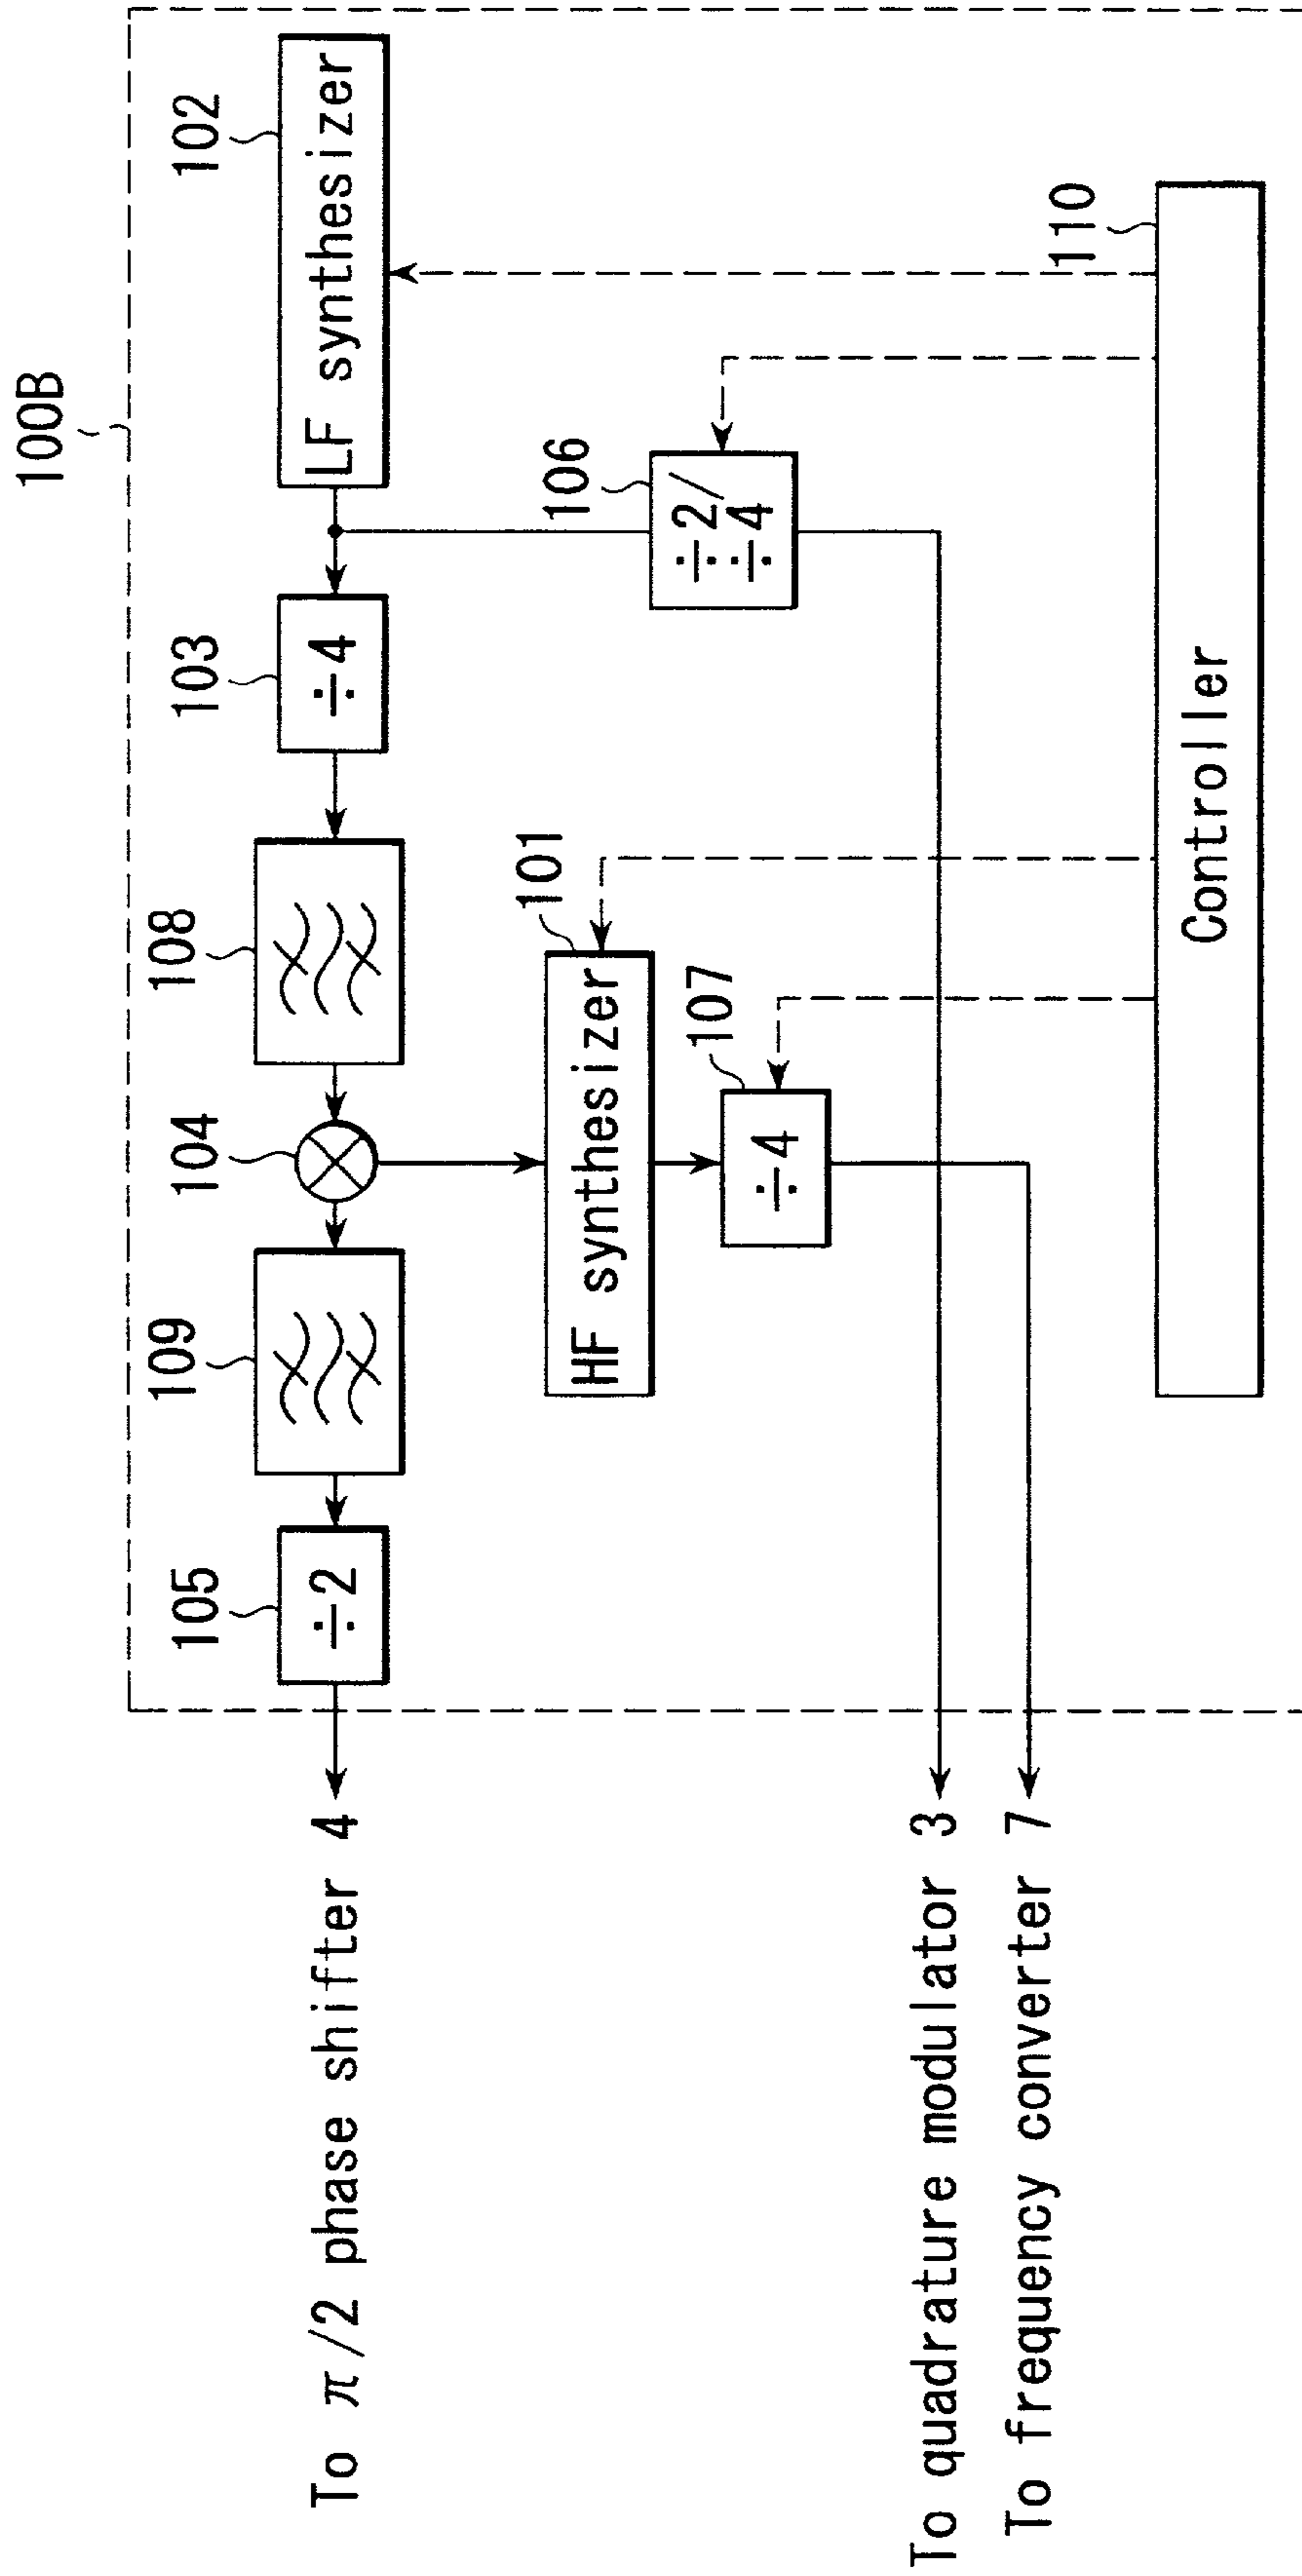 100B
To π/2 phase shifter 4
105
÷2
109
104
108
103
÷4
102
LF synthesizer
101
HF synthesizer
106
÷2/
÷4
107
÷4
To quadrature modulator 3
To frequency converter 7
110
Controller